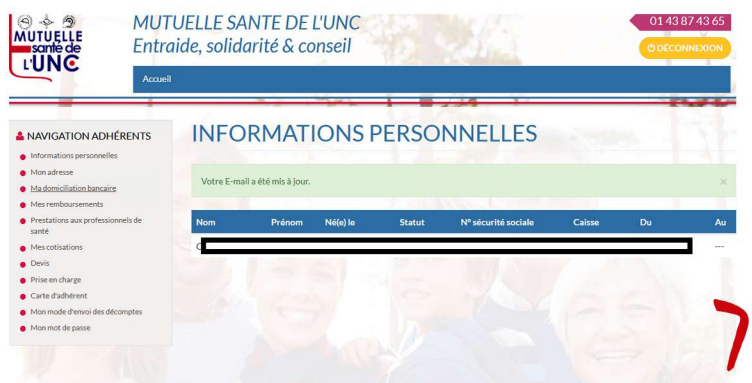 MUTUELLE
santé de
L'UNC
MUTUELLE SANTE DE L'UNC
Entraide, solidarité & conseil
01 43 87 43 65
DÉCONNEXION
Accueil
NAVIGATION ADHÉRENTS
Informations personnelles
Mon adresse
Ma domiciliation bancaire
Mes remboursements
Prestations aux professionnels de
santé
Mes cotisations
Devis
Prise en charge
Carte d'adhérent
Mon mode d'envoi des décomptes
Mon mot de passe
INFORMATIONS PERSONNELLES
Votre E-mail a été mis à jour. ×
Nom Prénom Né(e) le Statut N° sécurité sociale Caisse Du Au
---
7